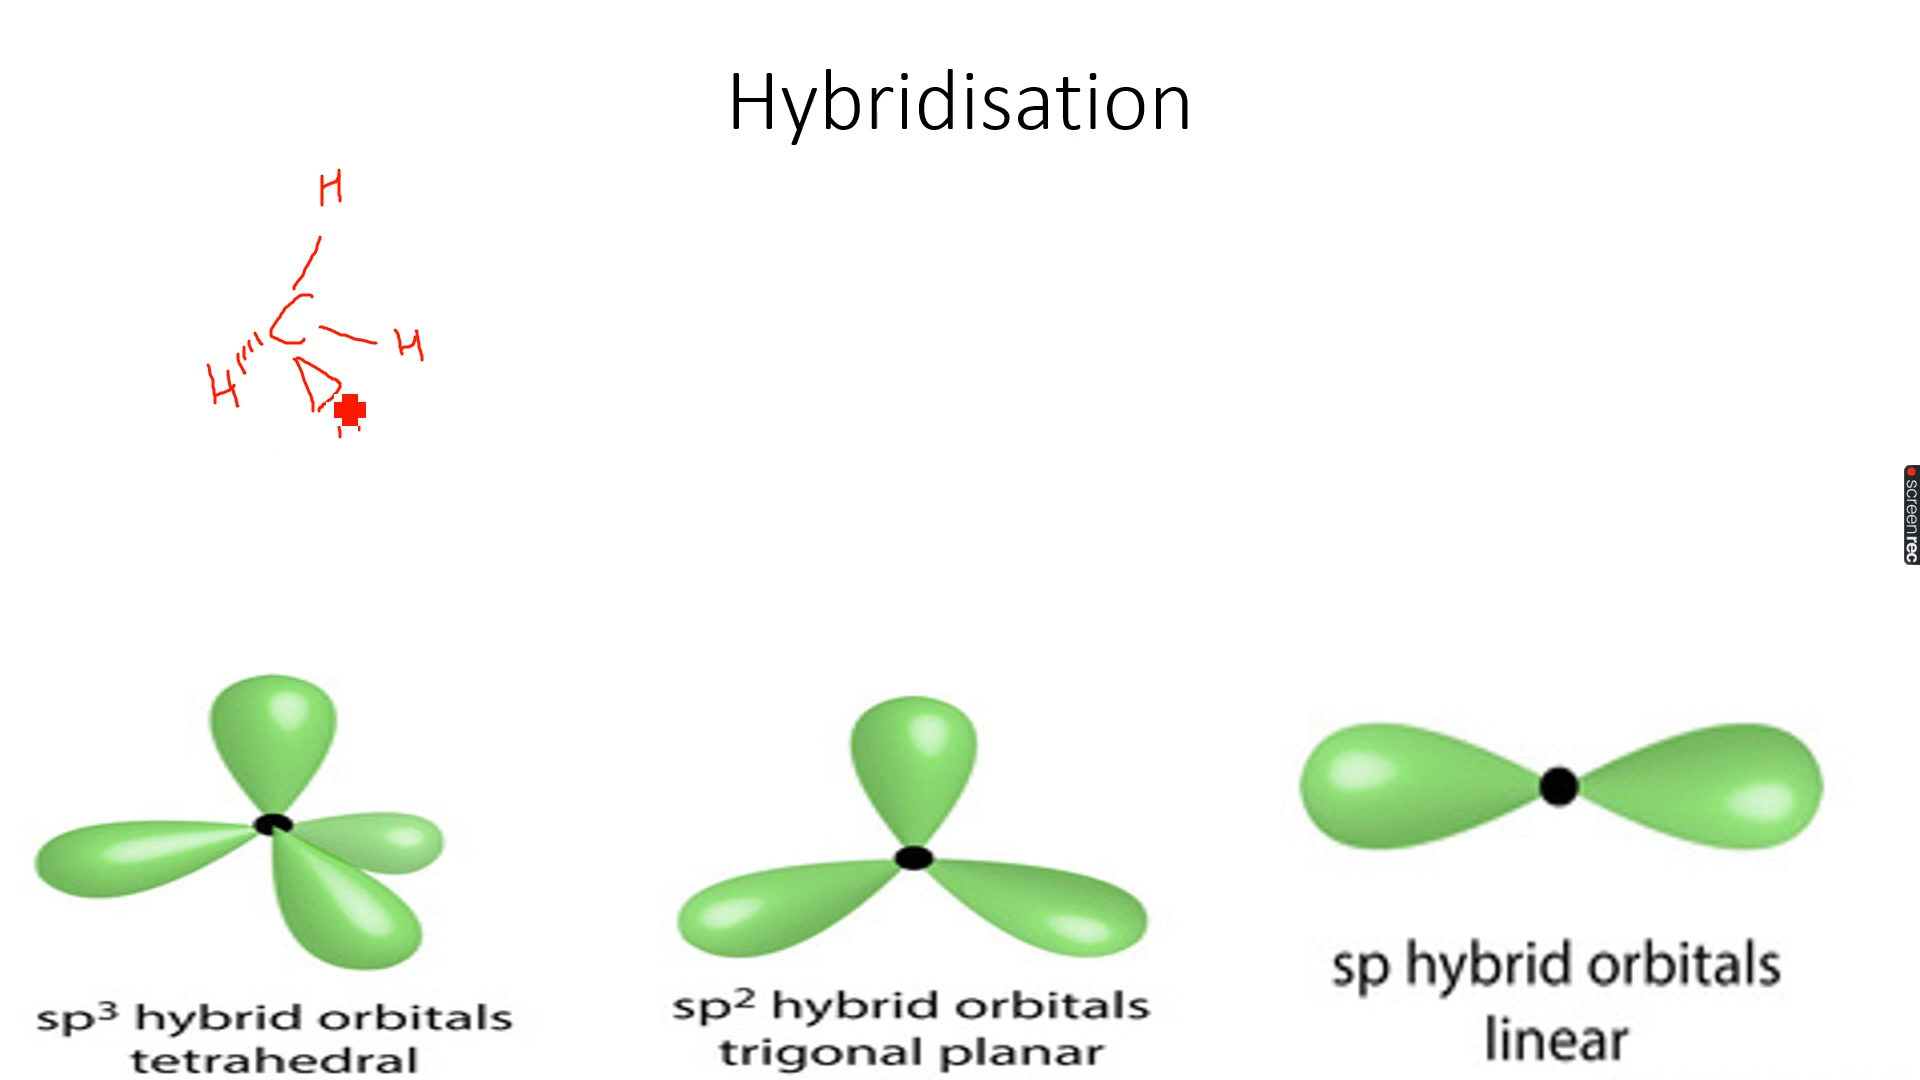 Hybridisation
H
C
H
H
sp³ hybrid orbitals
tetrahedral
sp² hybrid orbitals
trigonal planar
sp hybrid orbitals
linear
screenrec